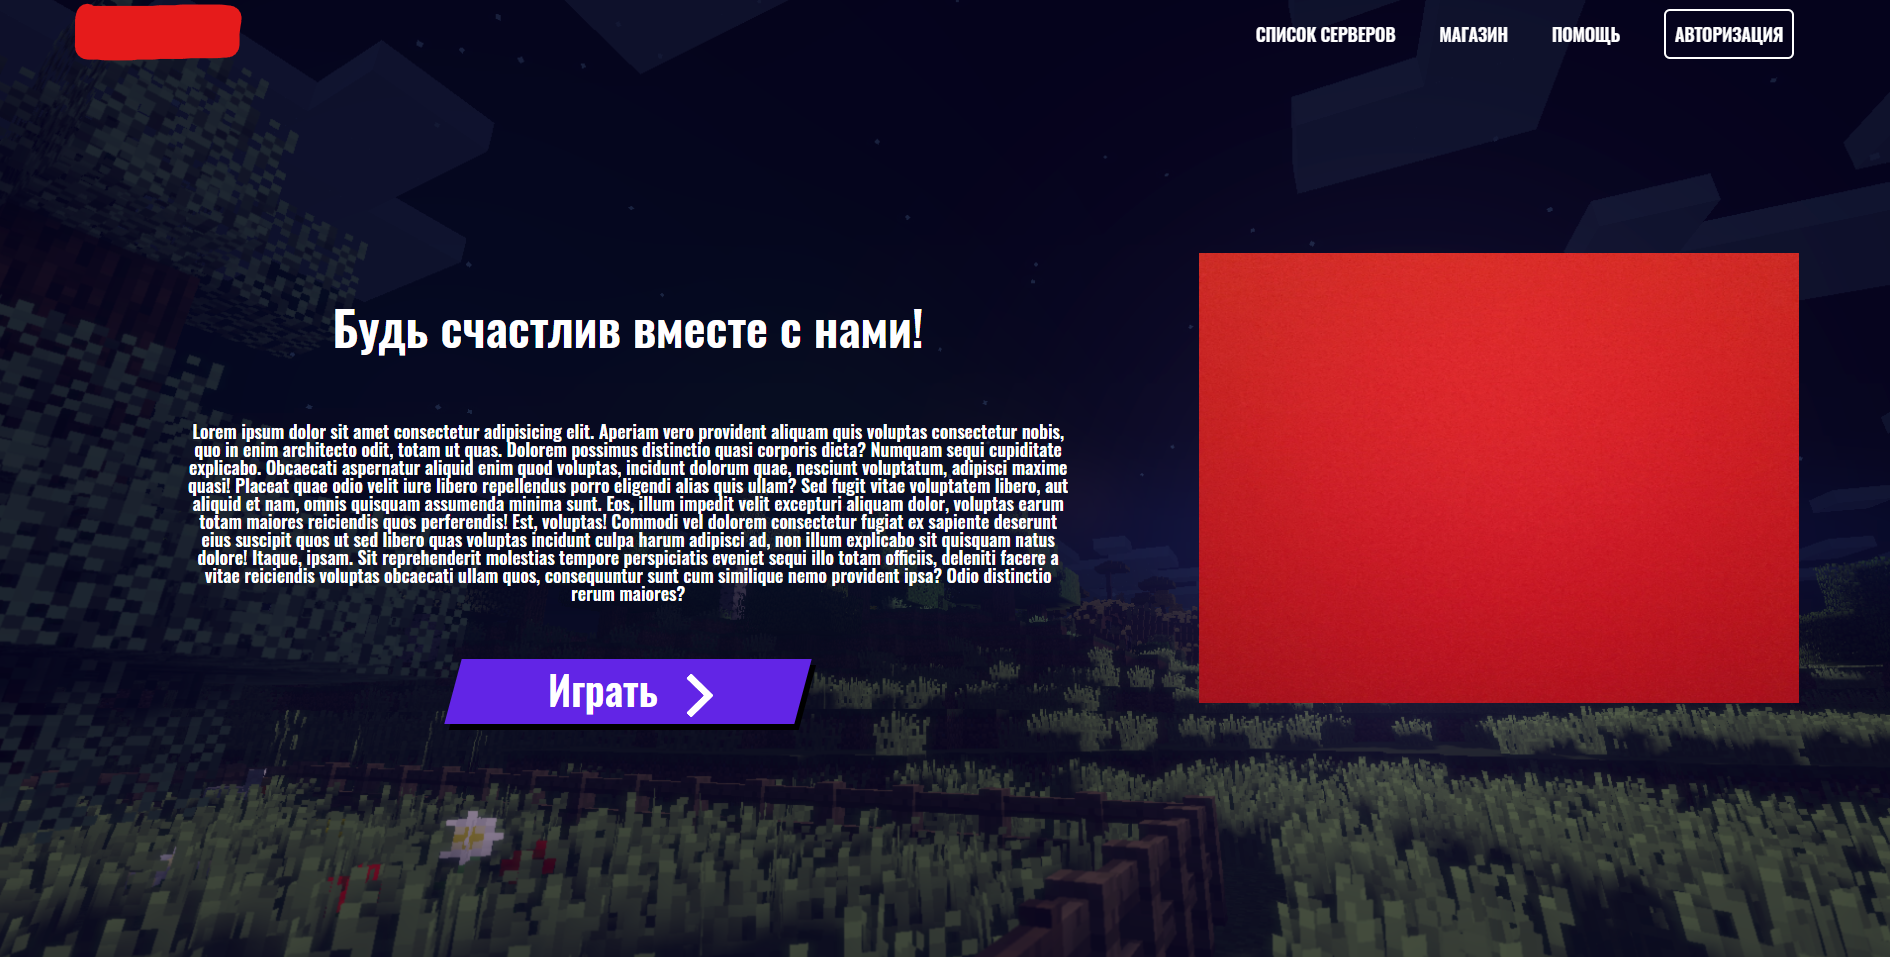 СПИСОК СЕРВЕРОВ МАГАЗИН ПОМОЩЬ АВТОРИЗАЦИЯ
Будь счастлив вместе с нами!
Lorem ipsum dolor sit amet consectetur adipisicing elit. Aperiam vero provident aliquam quis voluptas consectetur nobis,
quo in enim architecto odit, totam ut quas. Dolorem possimus distinctio quasi corporis dicta? Numquam sequi cupiditate
explicabo. Obcaecati aspernatur aliquid enim quod voluptas, incidunt dolorum quae, nesciunt voluptatum, adipisci maxime
quasi! Placeat quae odio velit iure libero repellendus porro eligendi alias quis ullam? Sed fugit vitae voluptatem libero, aut
aliquid et nam, omnis quisquam assumenda minima sunt. Eos, illum impedit velit excepturi aliquam dolor, voluptas earum
totam maiores reiciendis quos perferendis! Est, voluptas! Commodi vel dolorem consectetur fugiat ex sapiente deserunt
eius suscipit quos ut sed libero quas voluptas incidunt culpa harum adipisci ad, non illum explicabo sit quisquam natus
dolore! Itaque, ipsam. Sit reprehenderit molestias tempore perspiciatis eveniet sequi illo totam officiis, deleniti facere a
vitae reiciendis voluptas obcaecati ullam quos, consequuntur sunt cum similique nemo provident ipsa? Odio distinctio
rerum maiores?
Играть